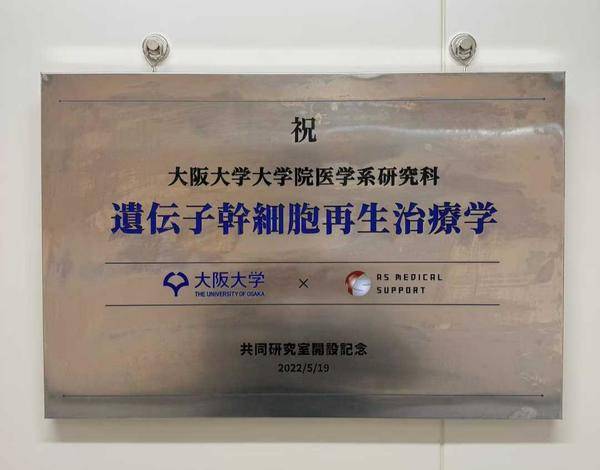 祝
大阪大学大学院医学系研究科
遺伝子幹細胞再生治療学
大阪大学
THE UNIVERSITY OF OSAKA
×
AS MEDICAL
SUPPORT
共同研究室開設記念
2022/5/19